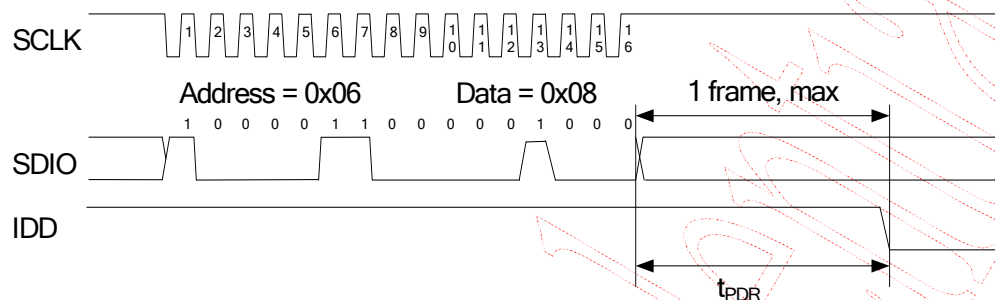 SCLK
1 2 3 4 5 6 7 8 9 10 11 12 13 14 15 16
Address = 0x06 Data = 0x08 1 frame, max
1 0 0 0 0 1 1 0 0 0 0 0 1 0 0 0
SDIO
IDD
tPDR